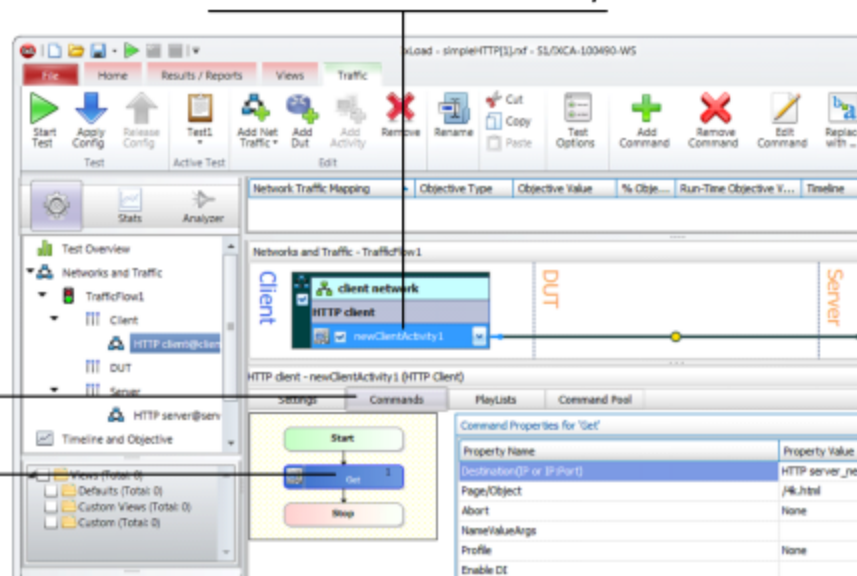 IxLoad - simpleHTTP[1].rxf - S1/IXCA-100490-WS
File Home Results / Reports Views Traffic
Start Test Apply Config Release Config Test1 Add Net Traffic Add Dut Add Activity Remove Rename Cut Copy Paste Test Options Add Command Remove Command Edit Command Replac with ...
Test Active Test Edit
Network Traffic Mapping Objective Type Objective Value % Obje... Run-Time Objective V... Timeline
Stats Analyzer
Test Overview
Networks and Traffic
TrafficFlow1
Client
HTTP client@clien
DUT
Server
HTTP server@serv
Timeline and Objective
Networks and Traffic - TrafficFlow1
Client
client network
HTTP client
newClientActivity1
DUT
Server
HTTP client - newClientActivity1 (HTTP Client)
Settings Commands PlayLists Command Pool
Start
Get 1
Stop
Command Properties for 'Get'
Property Name Property Value
Destination(IP or IP:Port) HTTP server_ne
Page/Object /4k.html
Abort None
NameValueArgs
Profile None
Enable DI
Views (Total: 0)
Defaults (Total: 0)
Custom Views (Total: 0)
Custom (Total: 0)